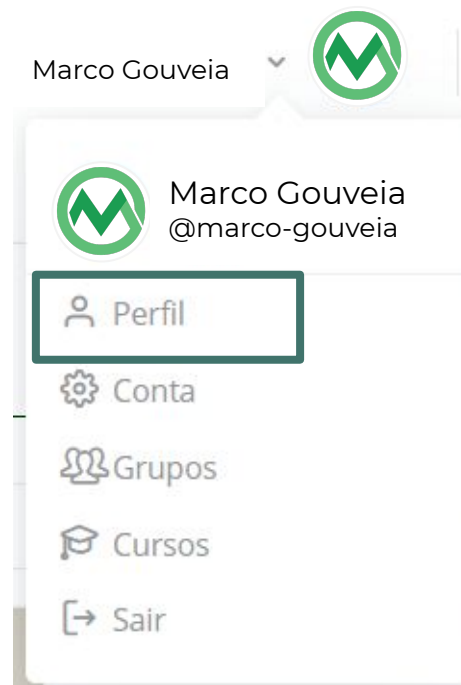 Marco Gouveia
Marco Gouveia
@marco-gouveia
Perfil
Conta
Grupos
Cursos
Sair